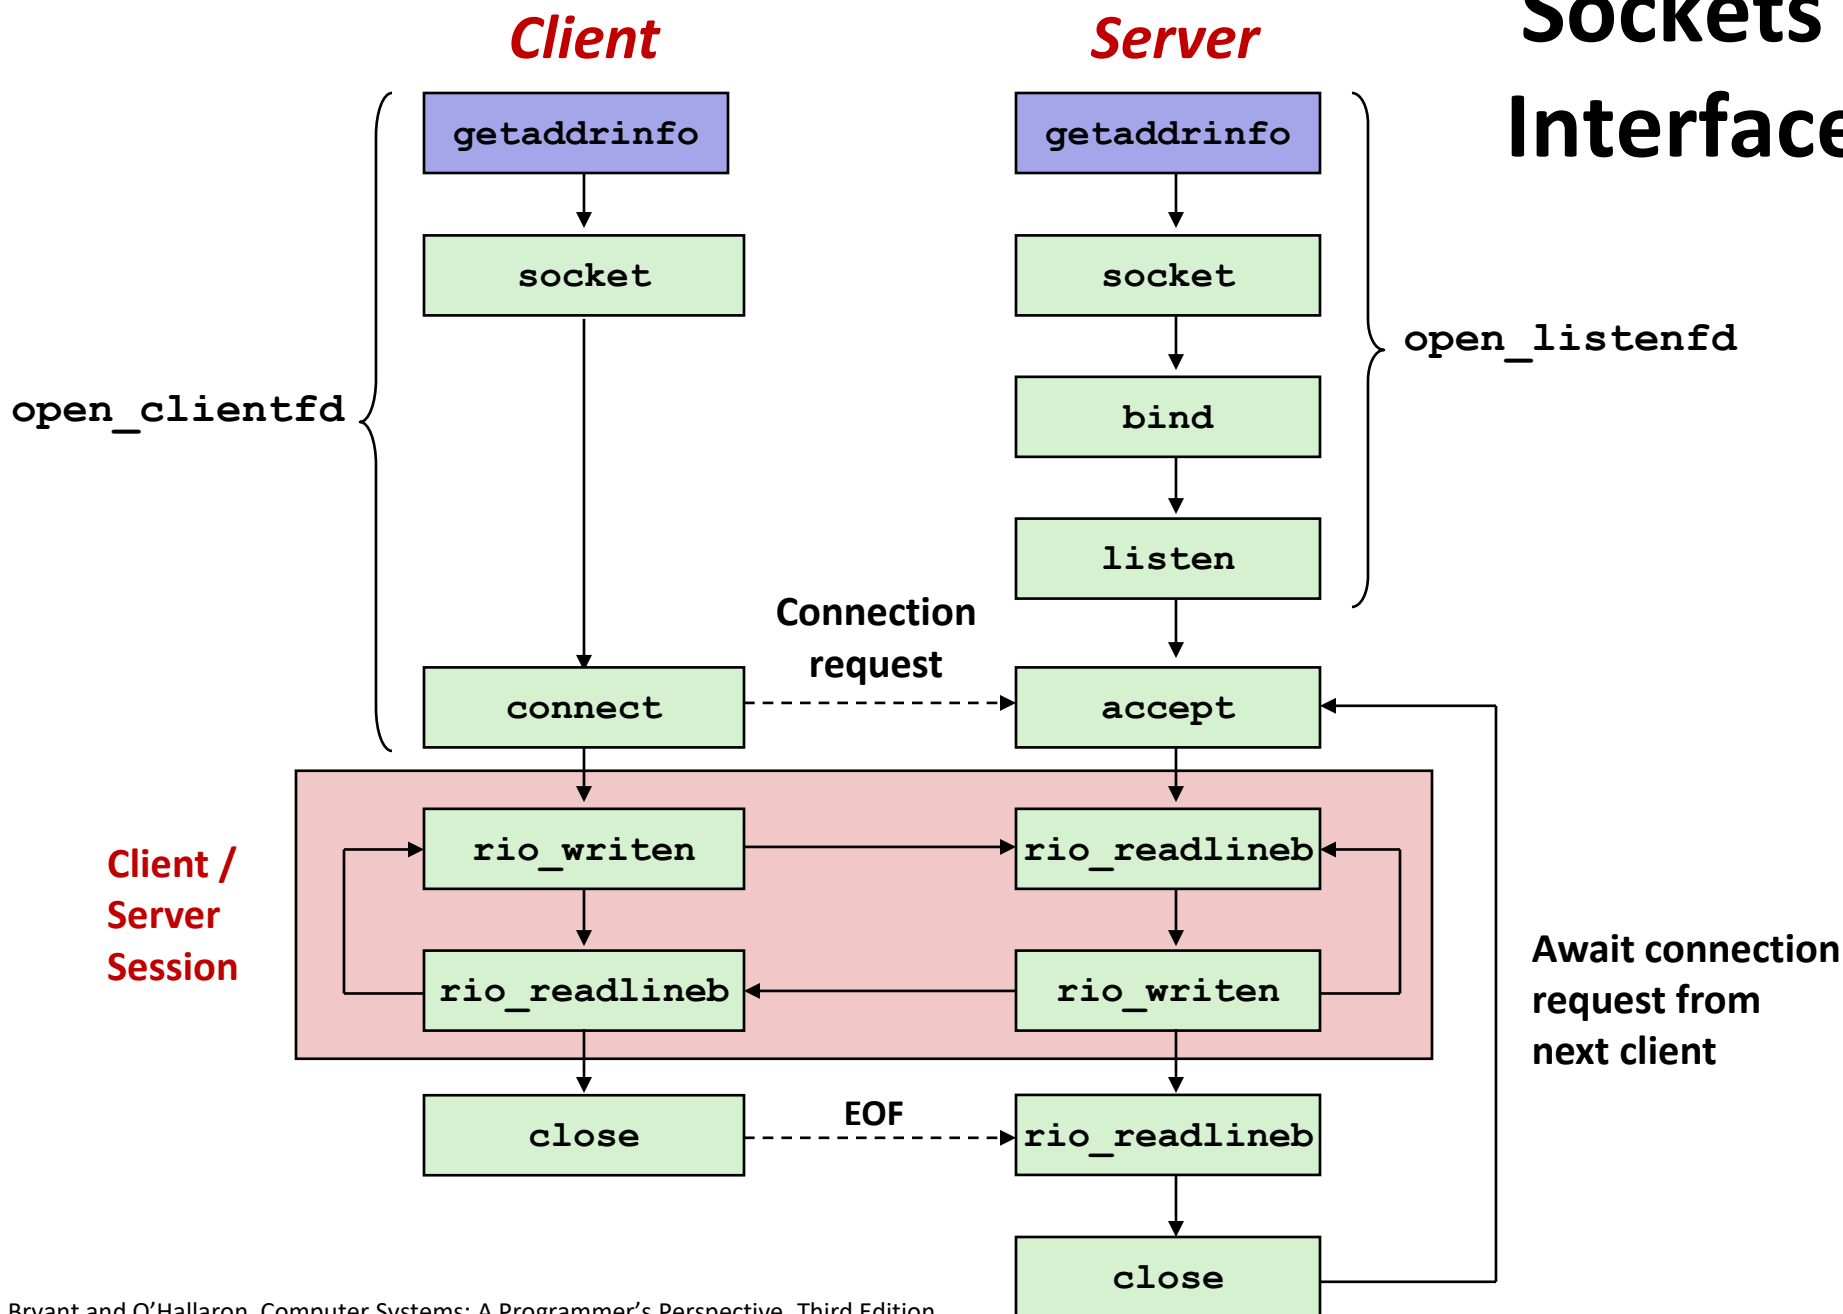 Client
Server
Sockets
Interface
getaddrinfo
getaddrinfo
socket
socket
open_listenfd
open_clientfd
bind
listen
Connection
request
connect
accept
Client /
Server
Session
rio_writen
rio_readlineb
rio_readlineb
rio_writen
Await connection
request from
next client
close
EOF
rio_readlineb
close
Bryant and O'Hallaron, Computer Systems: A Programmer's Perspective, Third Edition